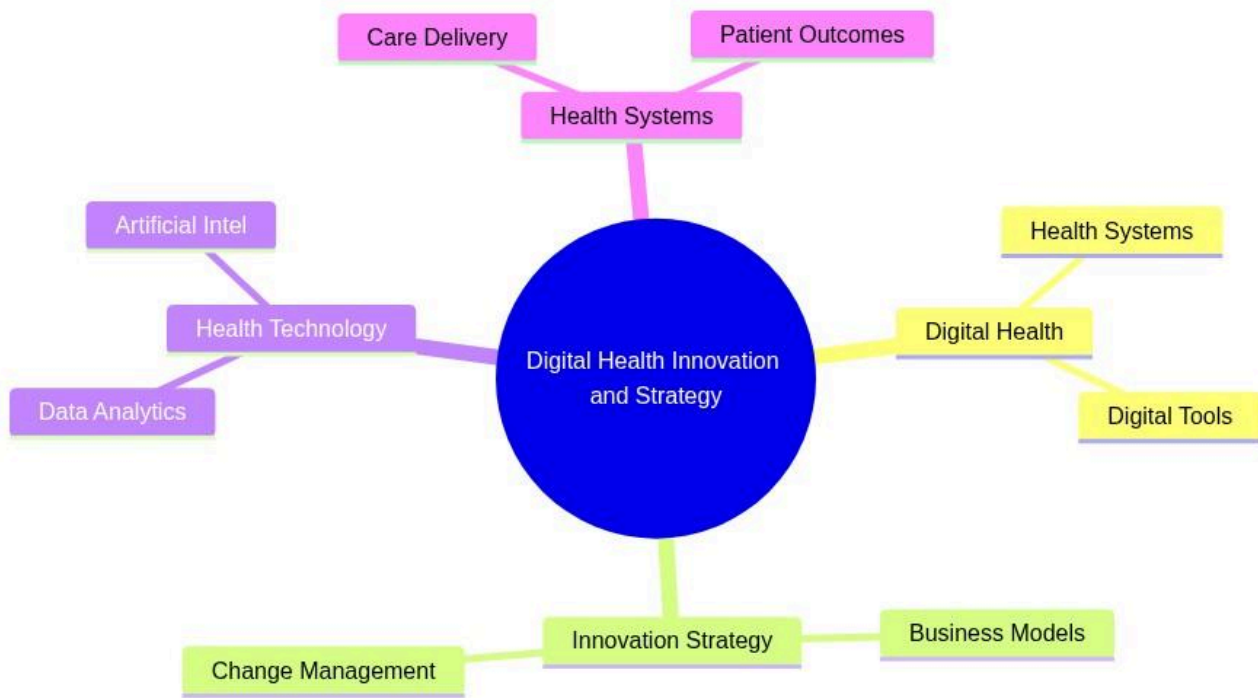 Care Delivery
Patient Outcomes
Health Systems
Artificial Intel
Health Systems
Health Technology
Digital Health
Digital Health Innovation
and Strategy
Data Analytics
Digital Tools
Innovation Strategy
Business Models
Change Management